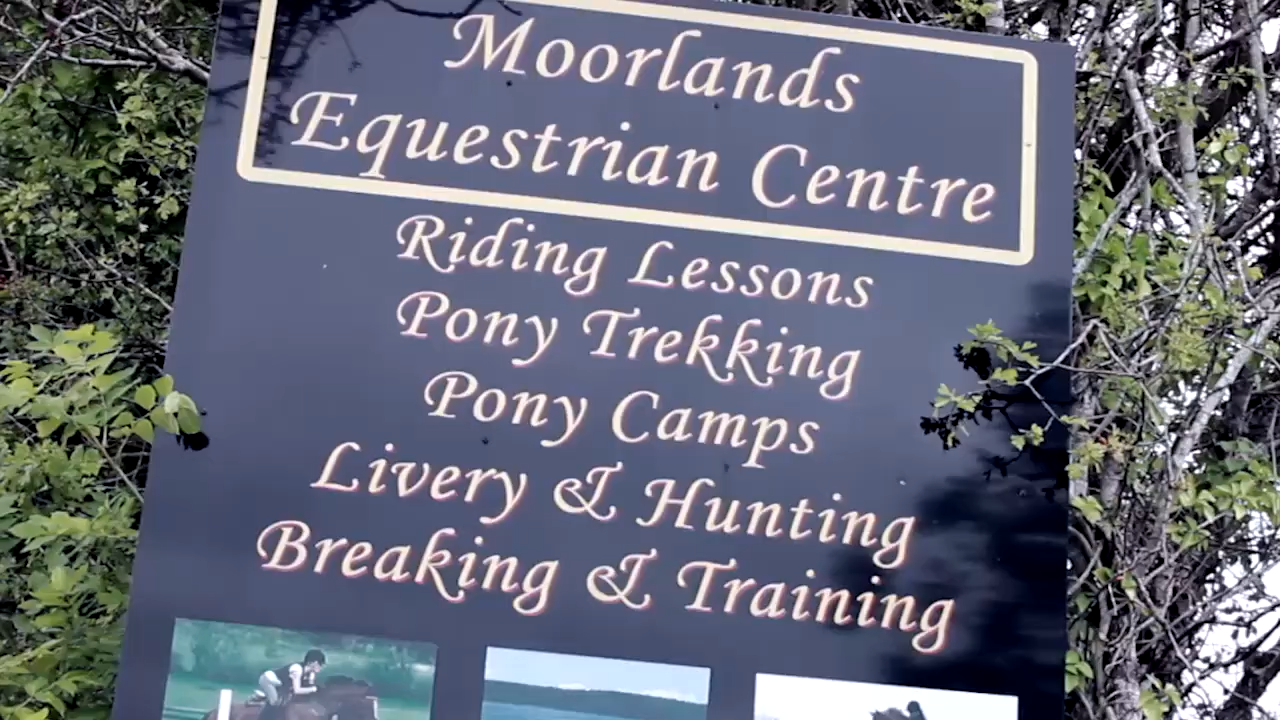 Moorlands
Equestrian Centre
Riding Lessons
Pony Trekking
Pony Camps
Livery & Hunting
Breaking & Training